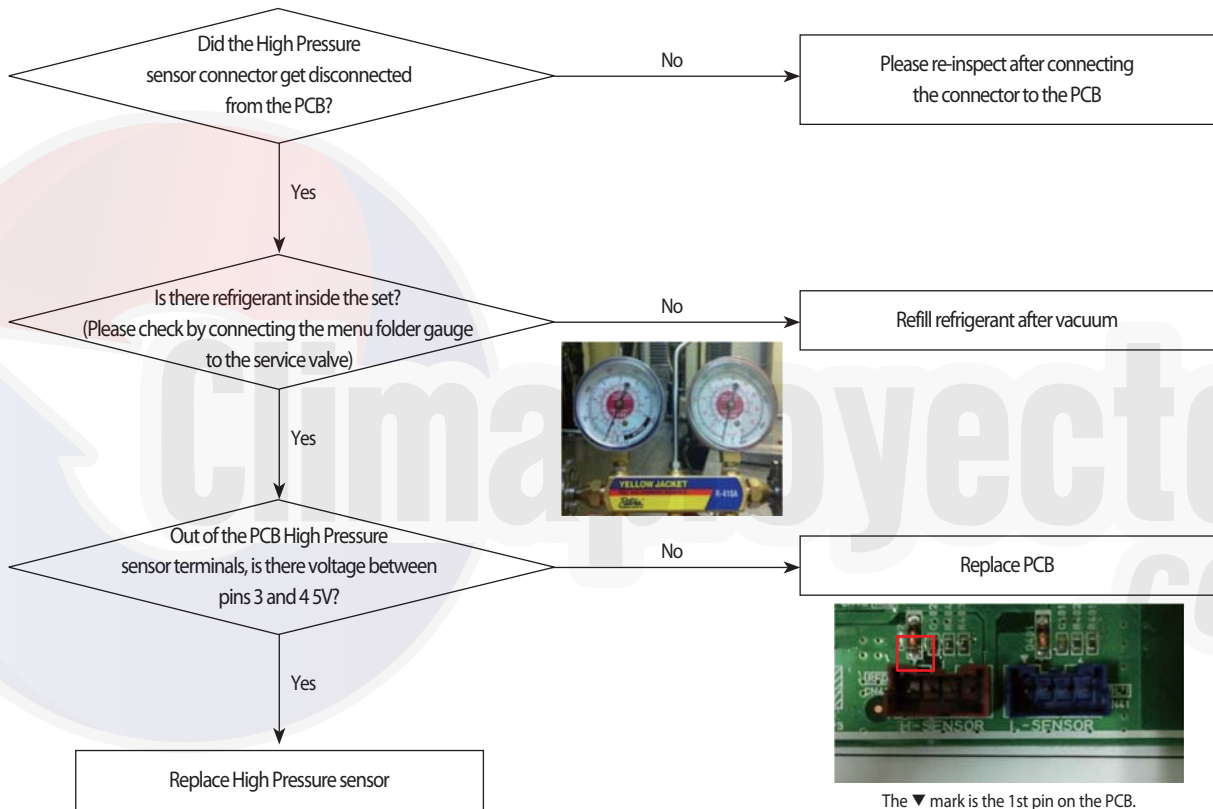 Did the High Pressure
sensor connector get disconnected
from the PCB?
No
Please re-inspect after connecting
the connector to the PCB
Yes
Is there refrigerant inside the set?
(Please check by connecting the menu folder gauge
to the service valve)
No
Refill refrigerant after vacuum
YELLOW JACKET
R-410A
Yes
Out of the PCB High Pressure
sensor terminals, is there voltage between
pins 3 and 4 5V?
No
Replace PCB
H-SENSOR
L-SENSOR
Yes
Replace High Pressure sensor
The ▼ mark is the 1st pin on the PCB.
Climaproyecto